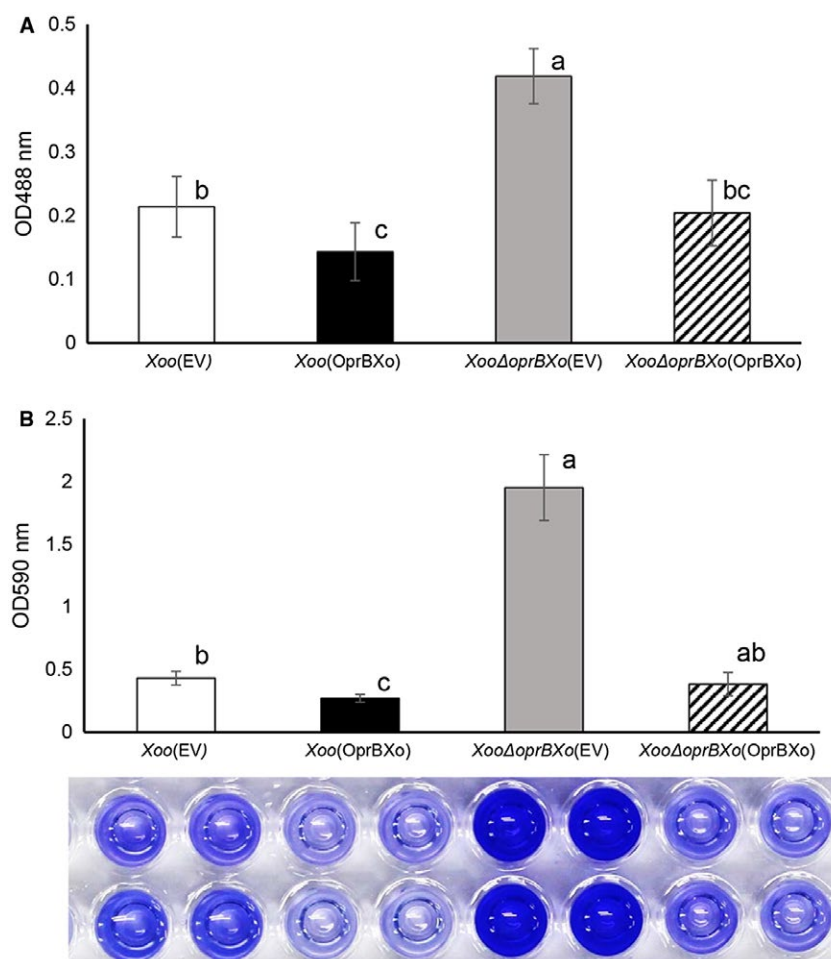 A
0.5
0.4
0.3
0.2
0.1
0
OD488 nm
b
c
a
bc
Xoo(EV)
Xoo(OprBXo)
XooΔoprBXo(EV)
XooΔoprBXo(OprBXo)
B
2.5
2
1.5
1
0.5
0
OD590 nm
b
c
a
ab
Xoo(EV)
Xoo(OprBXo)
XooΔoprBXo(EV)
XooΔoprBXo(OprBXo)